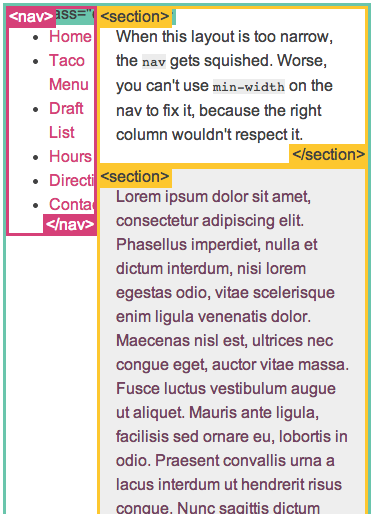 <nav>
ass="
Home
Taco
Menu
Draft
List
Hours
Directi
Contac
</nav>
<section>
When this layout is too narrow,
the nav gets squished. Worse,
you can't use min-width on the
nav to fix it, because the right
column wouldn't respect it.
</section>
<section>
Lorem ipsum dolor sit amet,
consectetur adipiscing elit.
Phasellus imperdiet, nulla et
dictum interdum, nisi lorem
egestas odio, vitae scelerisque
enim ligula venenatis dolor.
Maecenas nisl est, ultrices nec
congue eget, auctor vitae massa.
Fusce luctus vestibulum augue
ut aliquet. Mauris ante ligula,
facilisis sed ornare eu, lobortis in
odio. Praesent convallis urna a
lacus interdum ut hendrerit risus
congue. Nunc sagittis dictum